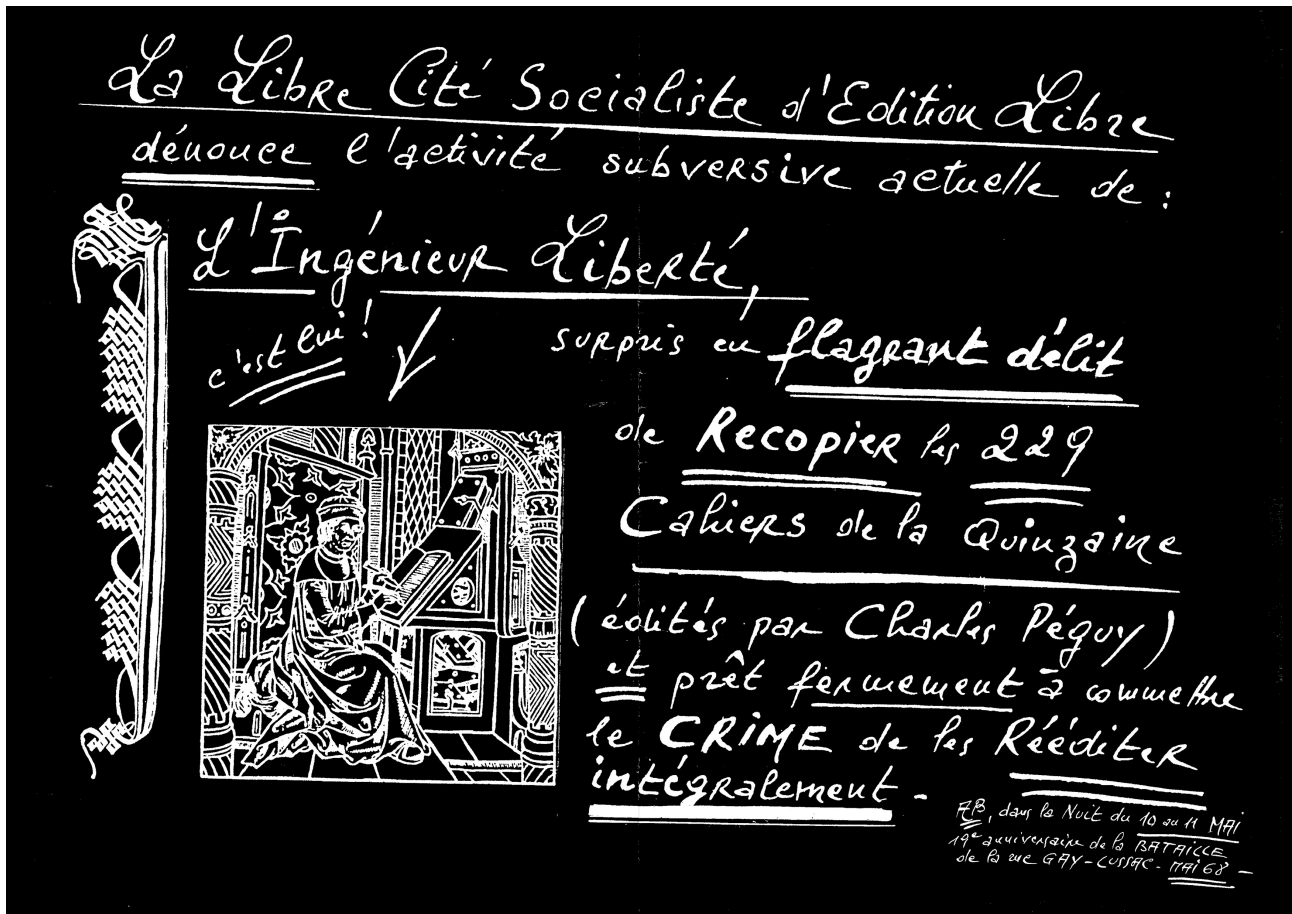 La Libre Cité Socialiste d'Edition Libre
dénonce l'activité subversive actuelle de :
L'Ingénieur Liberté,
c'est lui !
surpris en flagrant délit
de Recopier les 229
Cahiers de la Quinzaine
(édités par Charles Péguy)
et prêt fermement à commettre
le CRIME de les Rééditer
intégralement -
AB, dans la Nuit du 10 au 11 MAI
19e anniversaire de la BATAILLE
de la rue GAY-LUSSAC - MAI 68 -